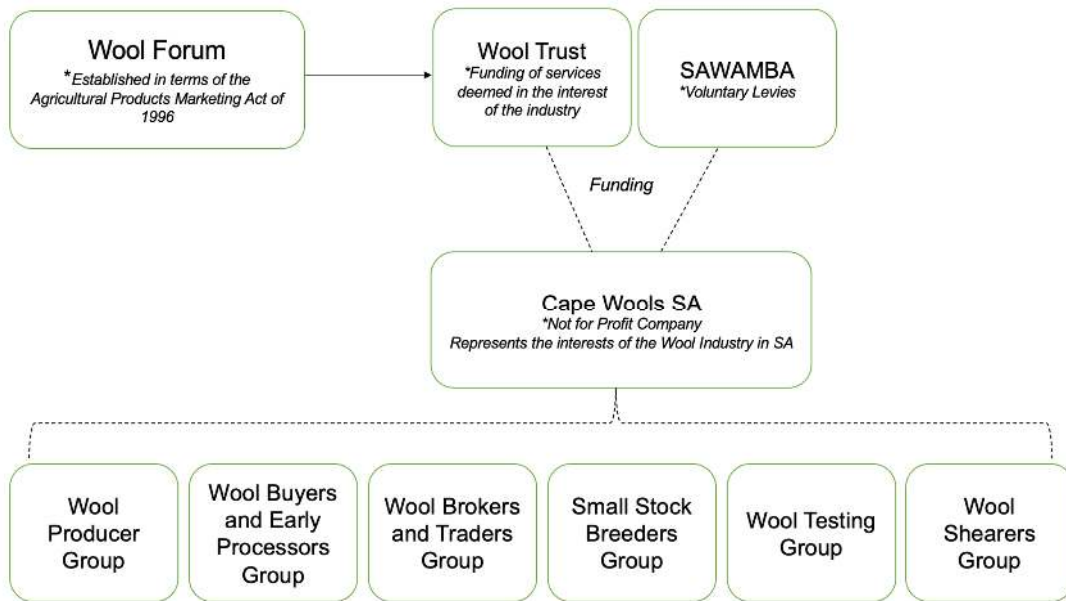 Wool Forum
*Established in terms of the
Agricultural Products Marketing Act of
1996
Wool Trust
*Funding of services
deemed in the interest
of the industry
SAWAMBA
*Voluntary Levies
Funding
Cape Wools SA
*Not for Profit Company
Represents the interests of the Wool Industry in SA
Wool
Producer
Group
Wool Buyers
and Early
Processors
Group
Wool Brokers
and Traders
Group
Small Stock
Breeders
Group
Wool Testing
Group
Wool
Shearers
Group